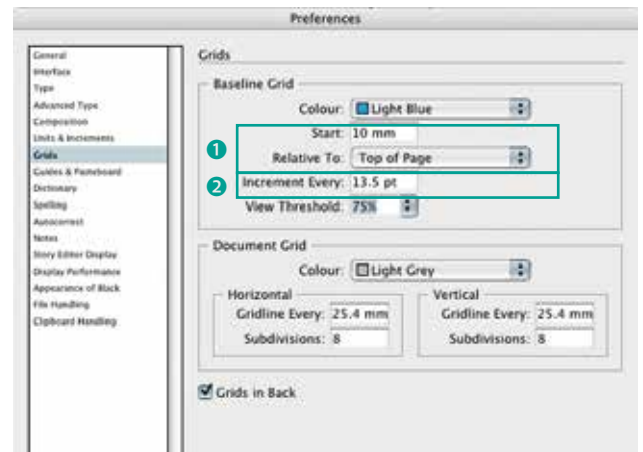 Preferences
General
Interface
Type
Advanced Type
Composition
Units & Increments
Grids
Guides & Pasteboard
Dictionary
Spelling
Autocorrect
Notes
Story Editor Display
Display Performance
Appearance of Black
File Handling
Clipboard Handling
Grids
Baseline Grid
Colour: Light Blue
1 Start: 10 mm
Relative To: Top of Page
2 Increment Every: 13.5 pt
View Threshold: 75%
Document Grid
Colour: Light Grey
Horizontal
Gridline Every: 25.4 mm
Subdivisions: 8
Vertical
Gridline Every: 25.4 mm
Subdivisions: 8
Grids in Back